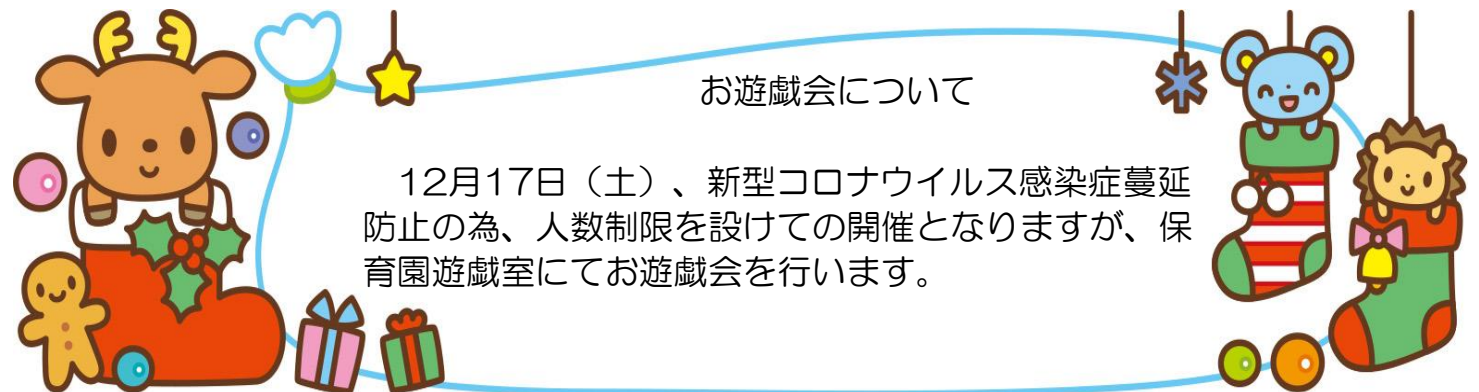 お遊戯会について
　12月17日（土）、新型コロナウイルス感染症蔓延
防止の為、人数制限を設けての開催となりますが、保
育園遊戯室にてお遊戯会を行います。